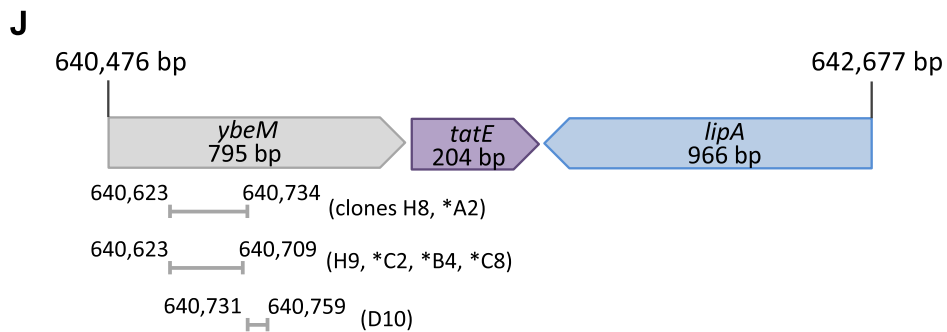 J
640,476 bp 642,677 bp
ybeM tatE lipA
795 bp 204 bp 966 bp
640,623 640,734 (clones H8, *A2)
640,623 640,709 (H9, *C2, *B4, *C8)
640,731 640,759 (D10)